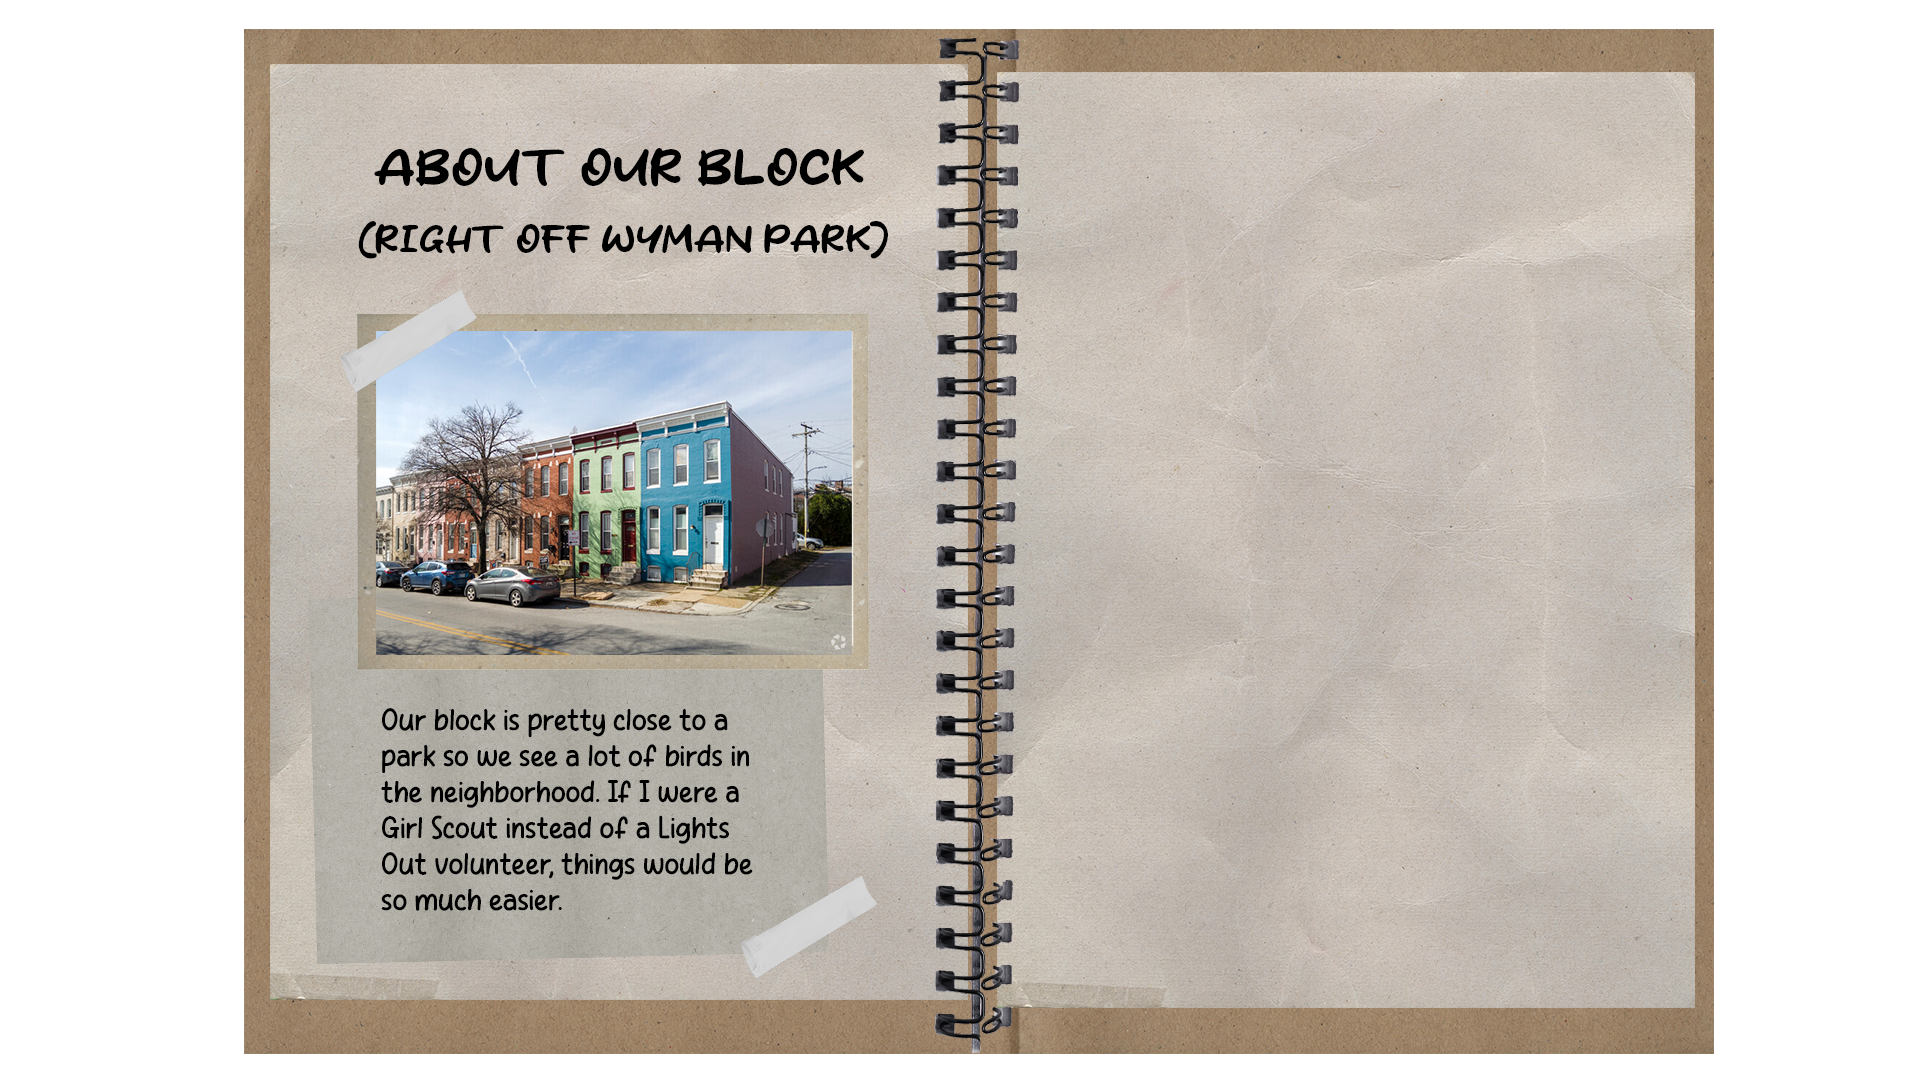 ABOUT OUR BLOCK
(RIGHT OFF WYMAN PARK)
Our block is pretty close to a
park so we see a lot of birds in
the neighborhood. If I were a
Girl Scout instead of a Lights
Out volunteer, things would be
so much easier.